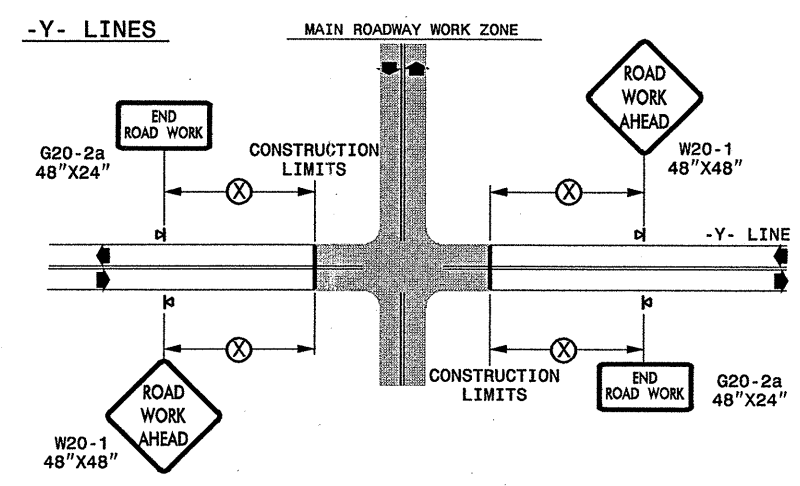 -Y- LINES
MAIN ROADWAY WORK ZONE
END
ROAD WORK
G20-2a
48"X24"
CONSTRUCTION
LIMITS
X
ROAD
WORK
AHEAD
W20-1
48"X48"
X
-Y- LINE
X
ROAD
WORK
AHEAD
W20-1
48"X48"
X
CONSTRUCTION
LIMITS
END
ROAD WORK
G20-2a
48"X24"